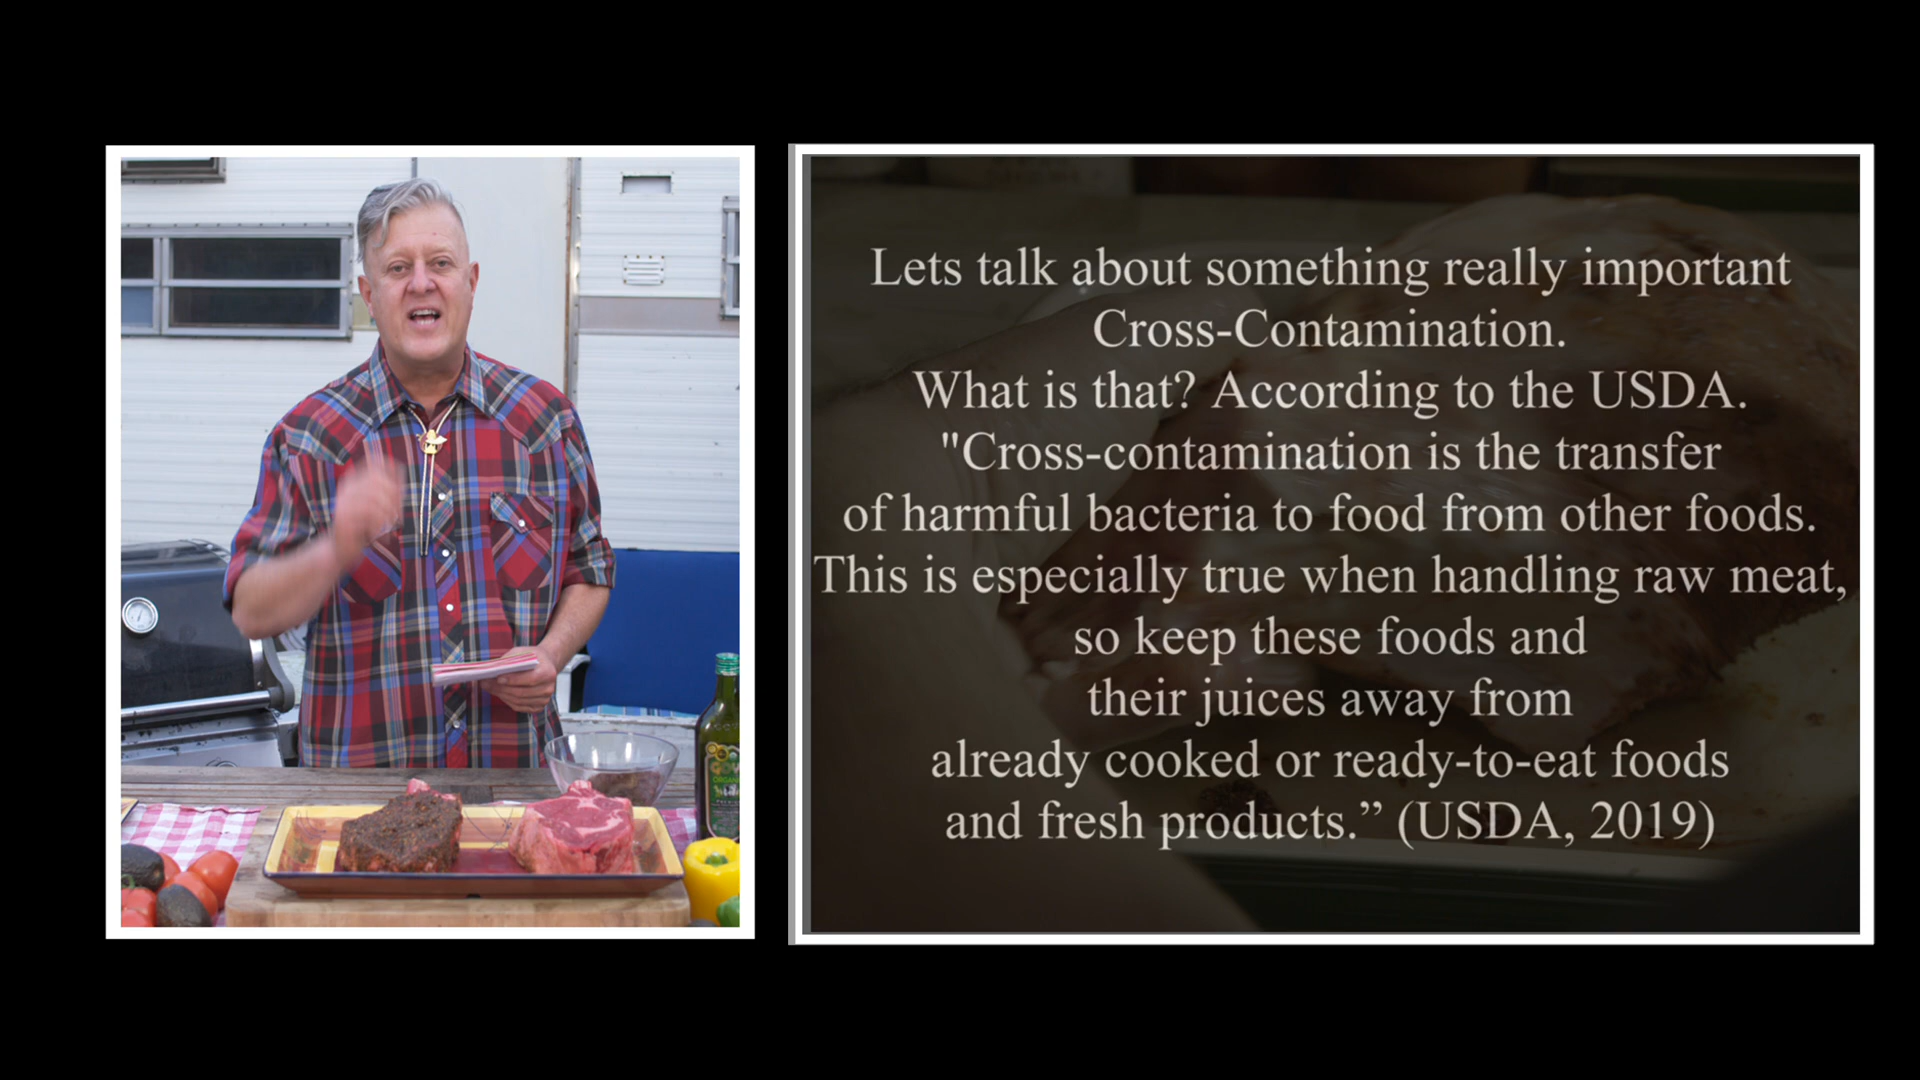 Lets talk about something really important
Cross-Contamination.
What is that? According to the USDA.
"Cross-contamination is the transfer
of harmful bacteria to food from other foods.
This is especially true when handling raw meat,
so keep these foods and
their juices away from
already cooked or ready-to-eat foods
and fresh products.” (USDA, 2019)